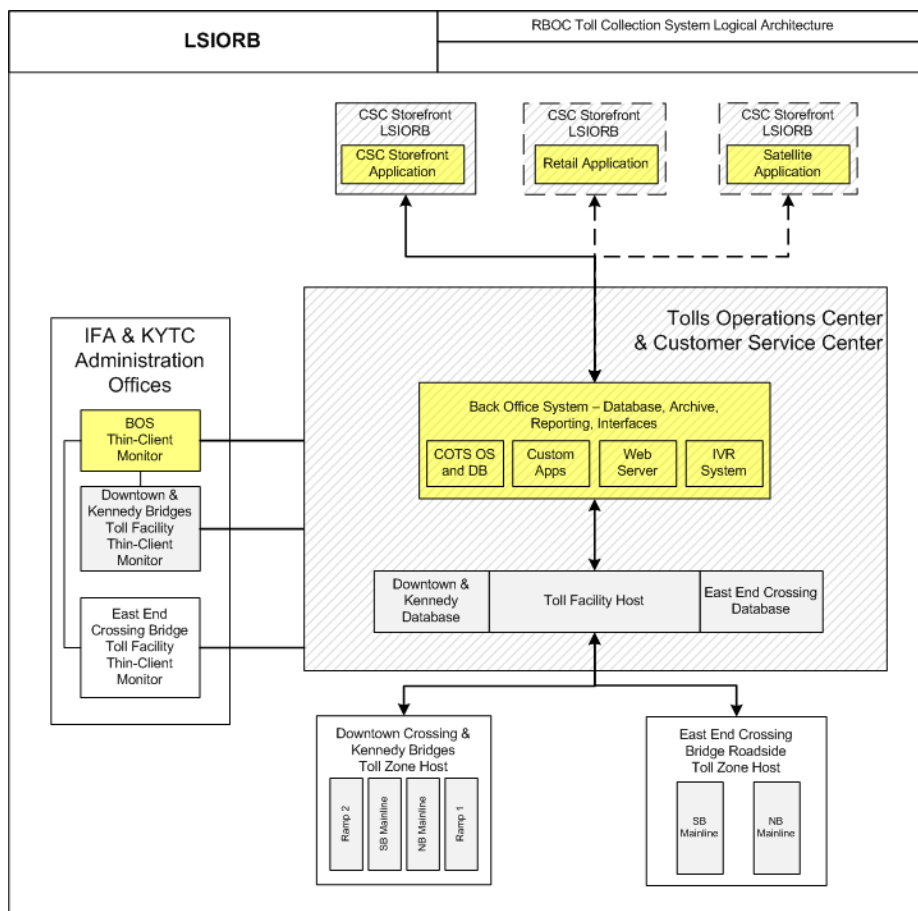 LSIORB
RBOC Toll Collection System Logical Architecture
CSC Storefront
LSIORB
CSC Storefront
Application
CSC Storefront
LSIORB
Retail Application
CSC Storefront
LSIORB
Satellite
Application
Tolls Operations Center
& Customer Service Center
IFA & KYTC
Administration
Offices
BOS
Thin-Client
Monitor
Downtown &
Kennedy Bridges
Toll Facility
Thin-Client
Monitor
East End
Crossing Bridge
Toll Facility
Thin-Client
Monitor
Back Office System – Database, Archive,
Reporting, Interfaces
COTS OS
and DB
Custom
Apps
Web
Server
IVR
System
Downtown &
Kennedy
Database
Toll Facility Host
East End Crossing
Database
Downtown Crossing &
Kennedy Bridges
Toll Zone Host
Ramp 2
SB Mainline
NB Mainline
Ramp 1
East End Crossing
Bridge Roadside
Toll Zone Host
SB
Mainline
NB
Mainline